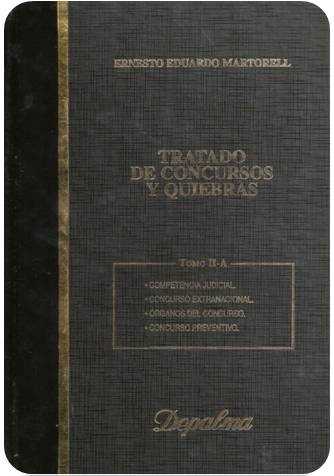 ERNESTO EDUARDO MARTORELL
TRATADO
DE CONCURSOS
Y QUIEBRAS
TOMO II-A
• COMPETENCIA JUDICIAL.
• CONCURSO EXTRANACIONAL.
• ÓRGANOS DEL CONCURSO.
• CONCURSO PREVENTIVO.
Depalma